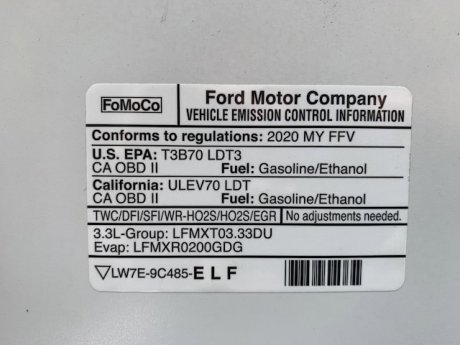 FoMoCo
Ford Motor Company
VEHICLE EMISSION CONTROL INFORMATION
Conforms to regulations: 2020 MY FFV
U.S. EPA: T3B70 LDT3
CA OBD II Fuel: Gasoline/Ethanol
California: ULEV70 LDT
CA OBD II Fuel: Gasoline/Ethanol
TWC/DFI/SFI/WR-HO2S/HO2S/EGR No adjustments needed.
3.3L-Group: LFMXT03.33DU
Evap: LFMXR0200GDG
LW7E-9C485-ELF